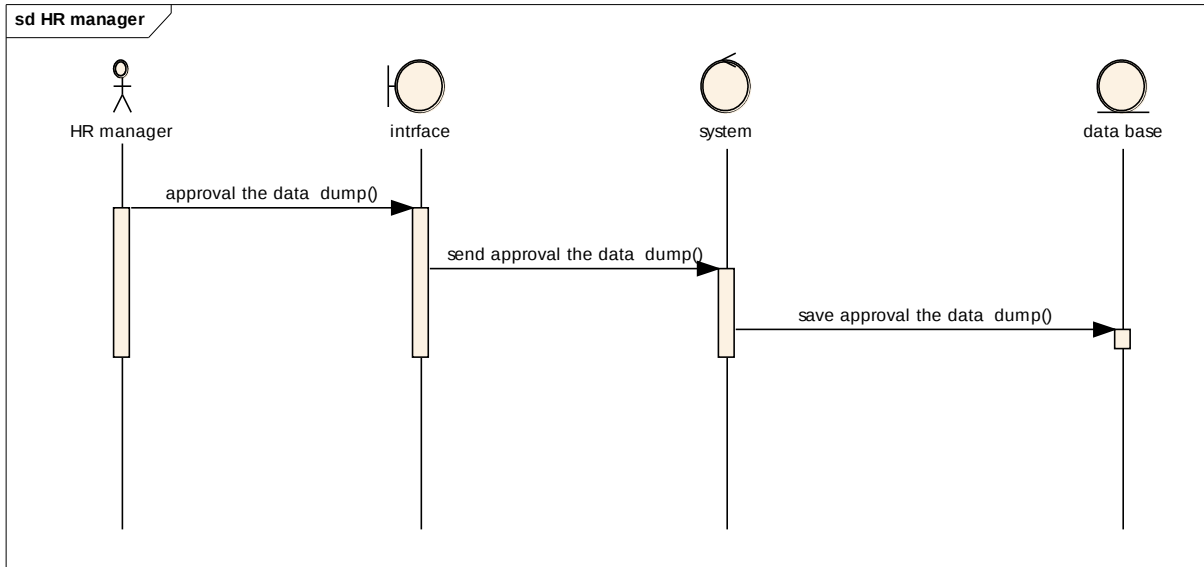 sd HR manager
HR manager
intrface
system
data base
approval the data dump()
send approval the data dump()
save approval the data dump()